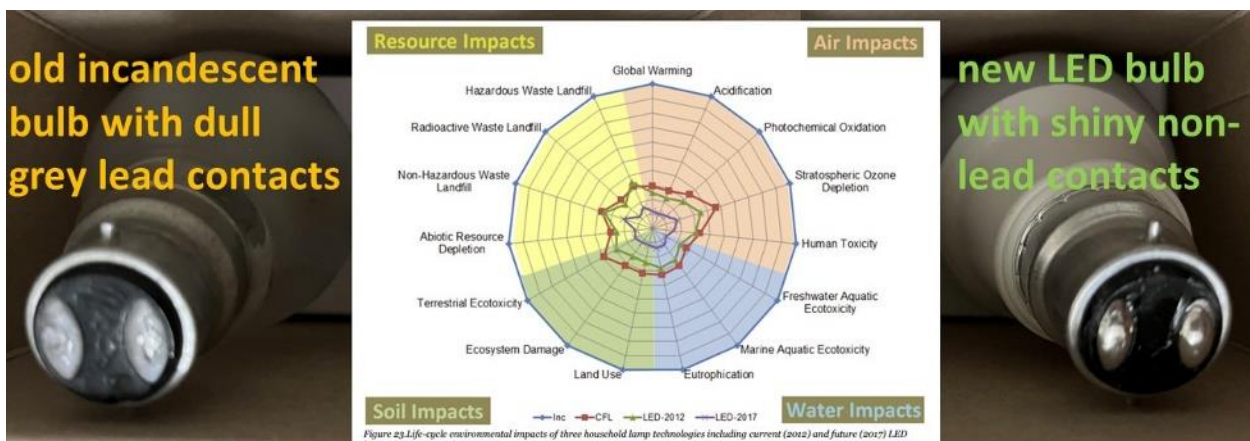 old incandescent
bulb with dull
grey lead contacts
Resource Impacts
Air Impacts
Global Warming
Hazardous Waste Landfill
Acidification
Radioactive Waste Landfill
Photochemical Oxidation
Non-Hazardous Waste
Landfill
Stratospheric Ozone
Depletion
Abiotic Resource
Depletion
Human Toxicity
Terrestrial Ecotoxicity
Freshwater Aquatic
Ecotoxicity
Ecosystem Damage
Marine Aquatic Ecotoxicity
Land Use
Eutrophication
Soil Impacts
Water Impacts
Inc CFL LED-2012 LED-2017
Figure 23.Life-cycle environmental impacts of three household lamp technologies including current (2012) and future (2017) LED
new LED bulb
with shiny non-
lead contacts